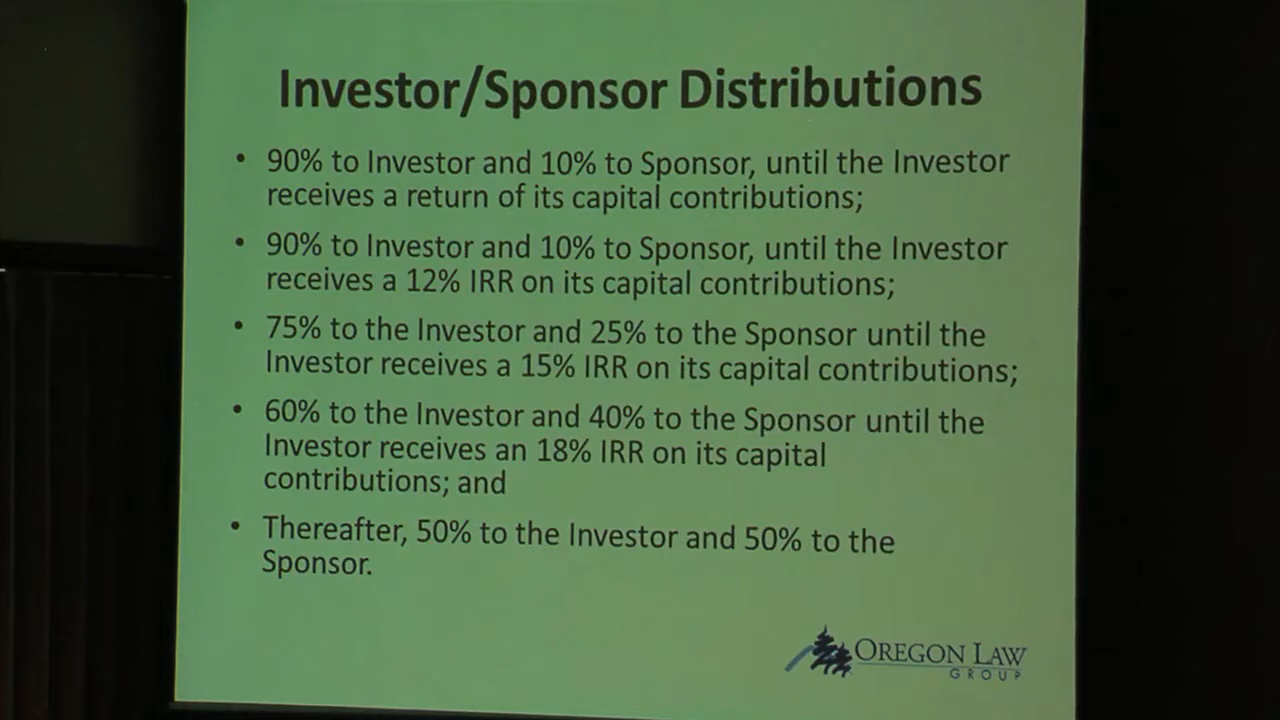 Investor/Sponsor Distributions
• 90% to Investor and 10% to Sponsor, until the Investor
receives a return of its capital contributions;
• 90% to Investor and 10% to Sponsor, until the Investor
receives a 12% IRR on its capital contributions;
• 75% to the Investor and 25% to the Sponsor until the
Investor receives a 15% IRR on its capital contributions;
• 60% to the Investor and 40% to the Sponsor until the
Investor receives an 18% IRR on its capital
contributions; and
• Thereafter, 50% to the Investor and 50% to the
Sponsor.
OREGON LAW
GROUP